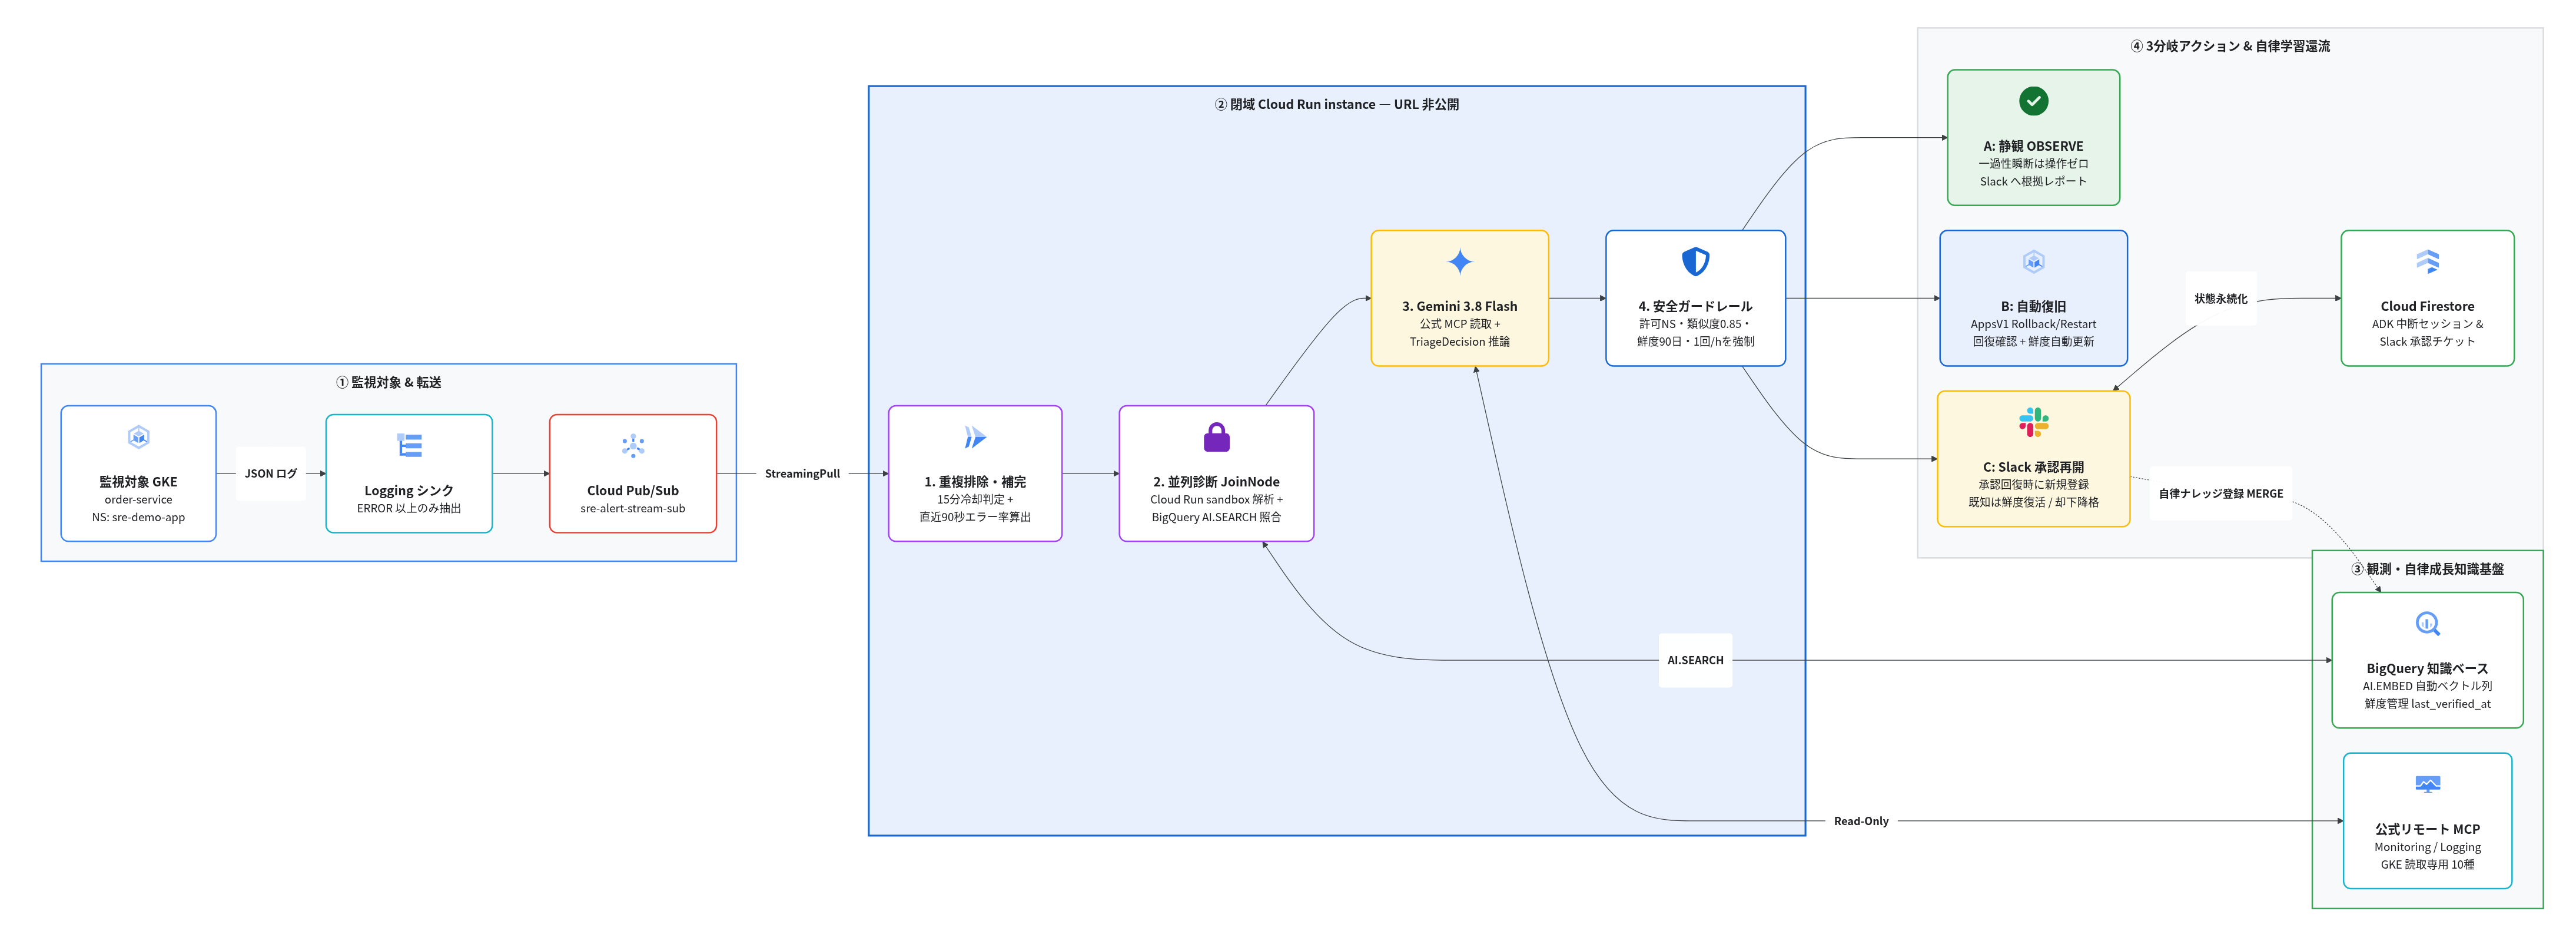 ① 監視対象 & 転送
監視対象 GKE
order-service
NS: sre-demo-app
JSON ログ
Logging シンク
ERROR 以上のみ抽出
Cloud Pub/Sub
sre-alert-stream-sub
StreamingPull
② 閉域 Cloud Run instance — URL 非公開
1. 重複排除・補完
15分冷却判定 +
直近90秒エラー率算出
2. 並列診断 JoinNode
Cloud Run sandbox 解析 +
BigQuery AI.SEARCH 照合
3. Gemini 3.8 Flash
公式 MCP 読取 +
TriageDecision 推論
4. 安全ガードレール
許可NS・類似度0.85・
鮮度90日・1回/hを強制
AI.SEARCH
Read-Only
④ 3分岐アクション & 自律学習還流
A: 静観 OBSERVE
一過性瞬断は操作ゼロ
Slack へ根拠レポート
B: 自動復旧
AppsV1 Rollback/Restart
回復確認 + 鮮度自動更新
C: Slack 承認再開
承認回復時に新規登録
既知は鮮度復活 / 却下降格
状態永続化
Cloud Firestore
ADK 中断セッション &
Slack 承認チケット
自律ナレッジ登録 MERGE
③ 観測・自律成長知識基盤
BigQuery 知識ベース
AI.EMBED 自動ベクトル列
鮮度管理 last_verified_at
公式リモート MCP
Monitoring / Logging
GKE 読取専用 10種